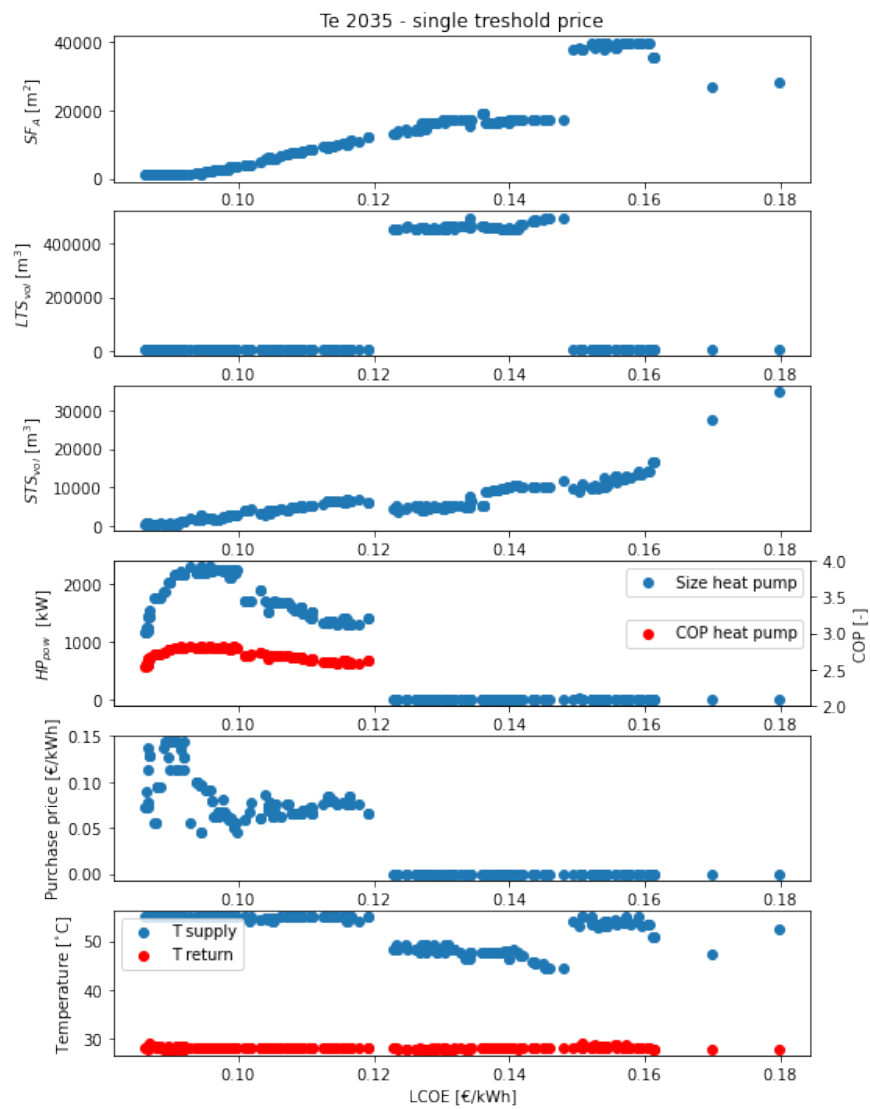 Te 2035 - single treshold price
40000
20000
0
SF_A [m²]
0.10 0.12 0.14 0.16 0.18
400000
200000
0
LTS_vol [m³]
0.10 0.12 0.14 0.16 0.18
30000
20000
10000
0
STS_vol [m³]
0.10 0.12 0.14 0.16 0.18
2000
1000
0
HP_pow [kW]
Size heat pump
COP heat pump
4.0
3.5
3.0
2.5
2.0
COP [-]
0.10 0.12 0.14 0.16 0.18
0.15
0.10
0.05
0.00
Purchase price [€/kWh]
0.10 0.12 0.14 0.16 0.18
50
40
30
Temperature [°C]
T supply
T return
0.10 0.12 0.14 0.16 0.18
LCOE [€/kWh]